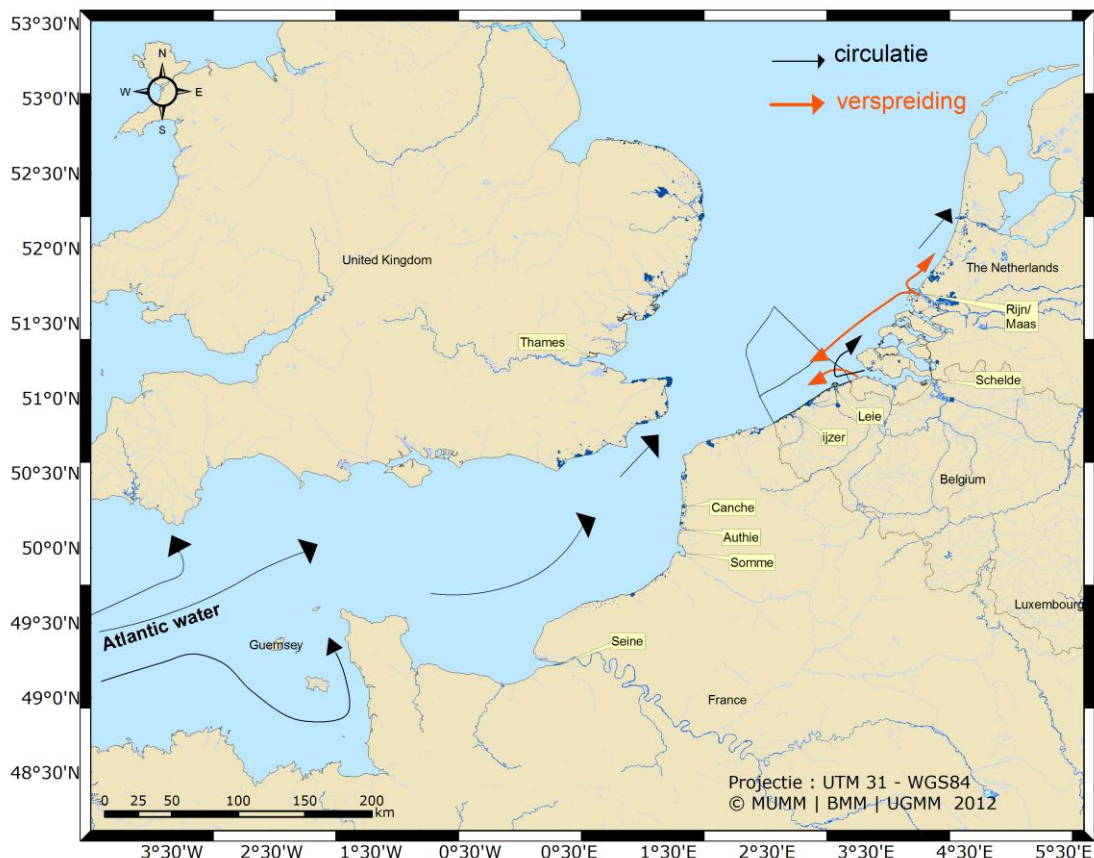 53°30'N
53°0'N
52°30'N
52°0'N
51°30'N
51°0'N
50°30'N
50°0'N
49°30'N
49°0'N
48°30'N
N
W
E
S
circulatie
verspreiding
United Kingdom
The Netherlands
Rijn/
Maas
Thames
Schelde
Leie
ijzer
Belgium
Canche
Authie
Somme
Luxembourg
Atlantic water
Guernsey
Seine
France
Projectie : UTM 31 - WGS84
© MUMM | BMM | UGMM 2012
0 25 50 100 150 200
km
3°30'W 2°30'W 1°30'W 0°30'W 0°30'E 1°30'E 2°30'E 3°30'E 4°30'E 5°30'E